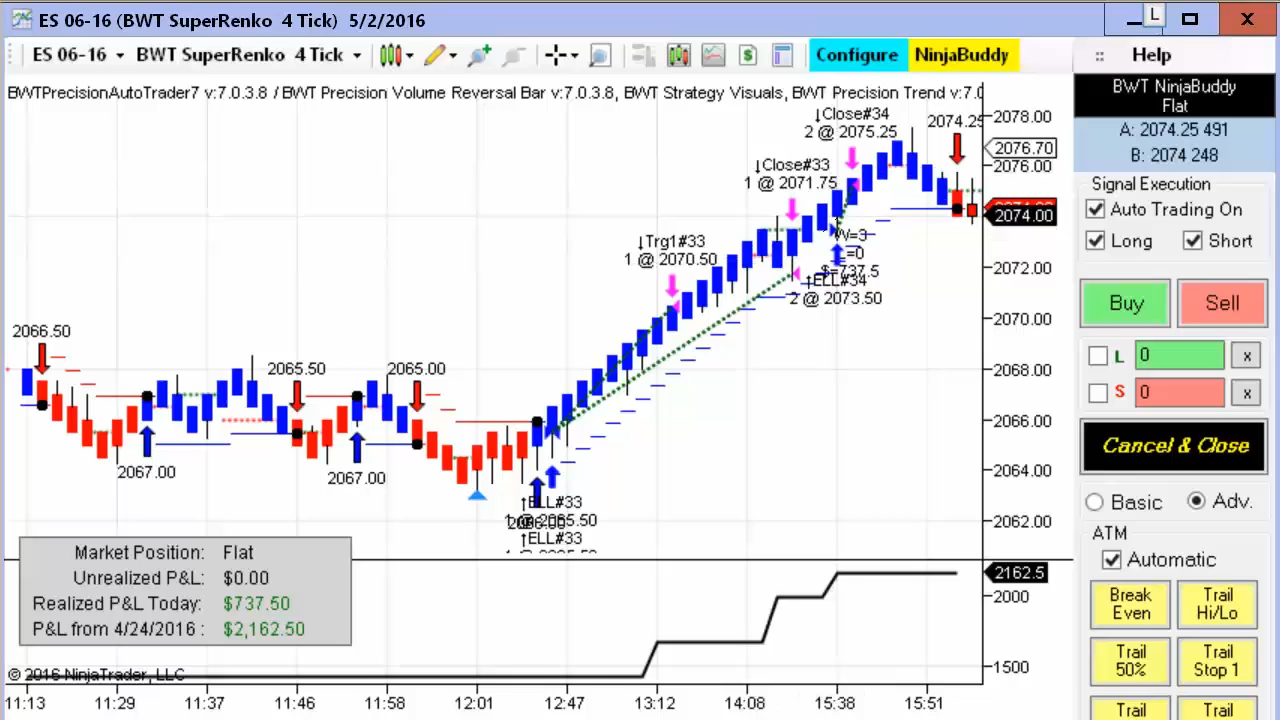 ES 06-16 (BWT SuperRenko 4 Tick) 5/2/2016
L
X
ES 06-16 BWT SuperRenko 4 Tick
$
Configure
NinjaBuddy
Help
BWTPrecisionAutoTrader7 v:7.0.3.8 / BWT Precision Volume Reversal Bar v:7.0.3.8, BWT Strategy Visuals, BWT Precision Trend v:7.0
↓Close#34
2 @ 2075.25
2074.25
↓Close#33
1 @ 2071.75
↓Trg1#33
1 @ 2070.50
W=3
L=0
$=737.5
↑ELL#34
2 @ 2073.50
2066.50
2065.50
2065.00
2067.00
2067.00
↑ELL#33
1 @ 2065.50
↑ELL#33
2078.00
2076.70
2076.00
2074.00
2072.00
2070.00
2068.00
2066.00
2064.00
2062.00
Market Position: Flat
Unrealized P&L: $0.00
Realized P&L Today: $737.50
P&L from 4/24/2016 : $2,162.50
2162.5
2000
1500
© 2016 NinjaTrader, LLC
11:13 11:29 11:37 11:46 11:58 12:01 12:47 13:12 14:08 15:38 15:51
BWT NinjaBuddy
Flat
A: 2074.25 491
B: 2074 248
Signal Execution
Auto Trading On
Long Short
Buy Sell
L 0 x
S 0 x
Cancel & Close
Basic Adv.
ATM
Automatic
Break Even
Trail Hi/Lo
Trail 50%
Trail Stop 1
Trail
Trail